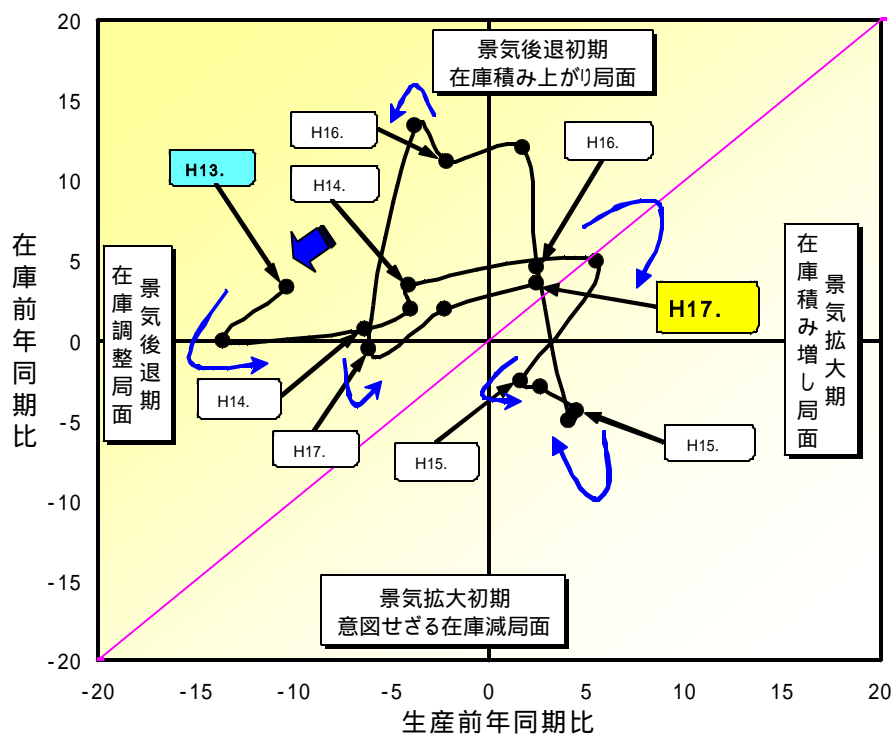 20
15
10
5
0
-5
-10
-15
-20
在庫前年同期比
景気後退初期
在庫積み上がり局面
H16.
H16.
H13.
H14.
景気後退期
在庫調整局面
景気拡大期
在庫積み増し局面
H17.
H14.
H17.
H15.
H15.
景気拡大初期
意図せざる在庫減局面
-20 -15 -10 -5 0 5 10 15 20
生産前年同期比